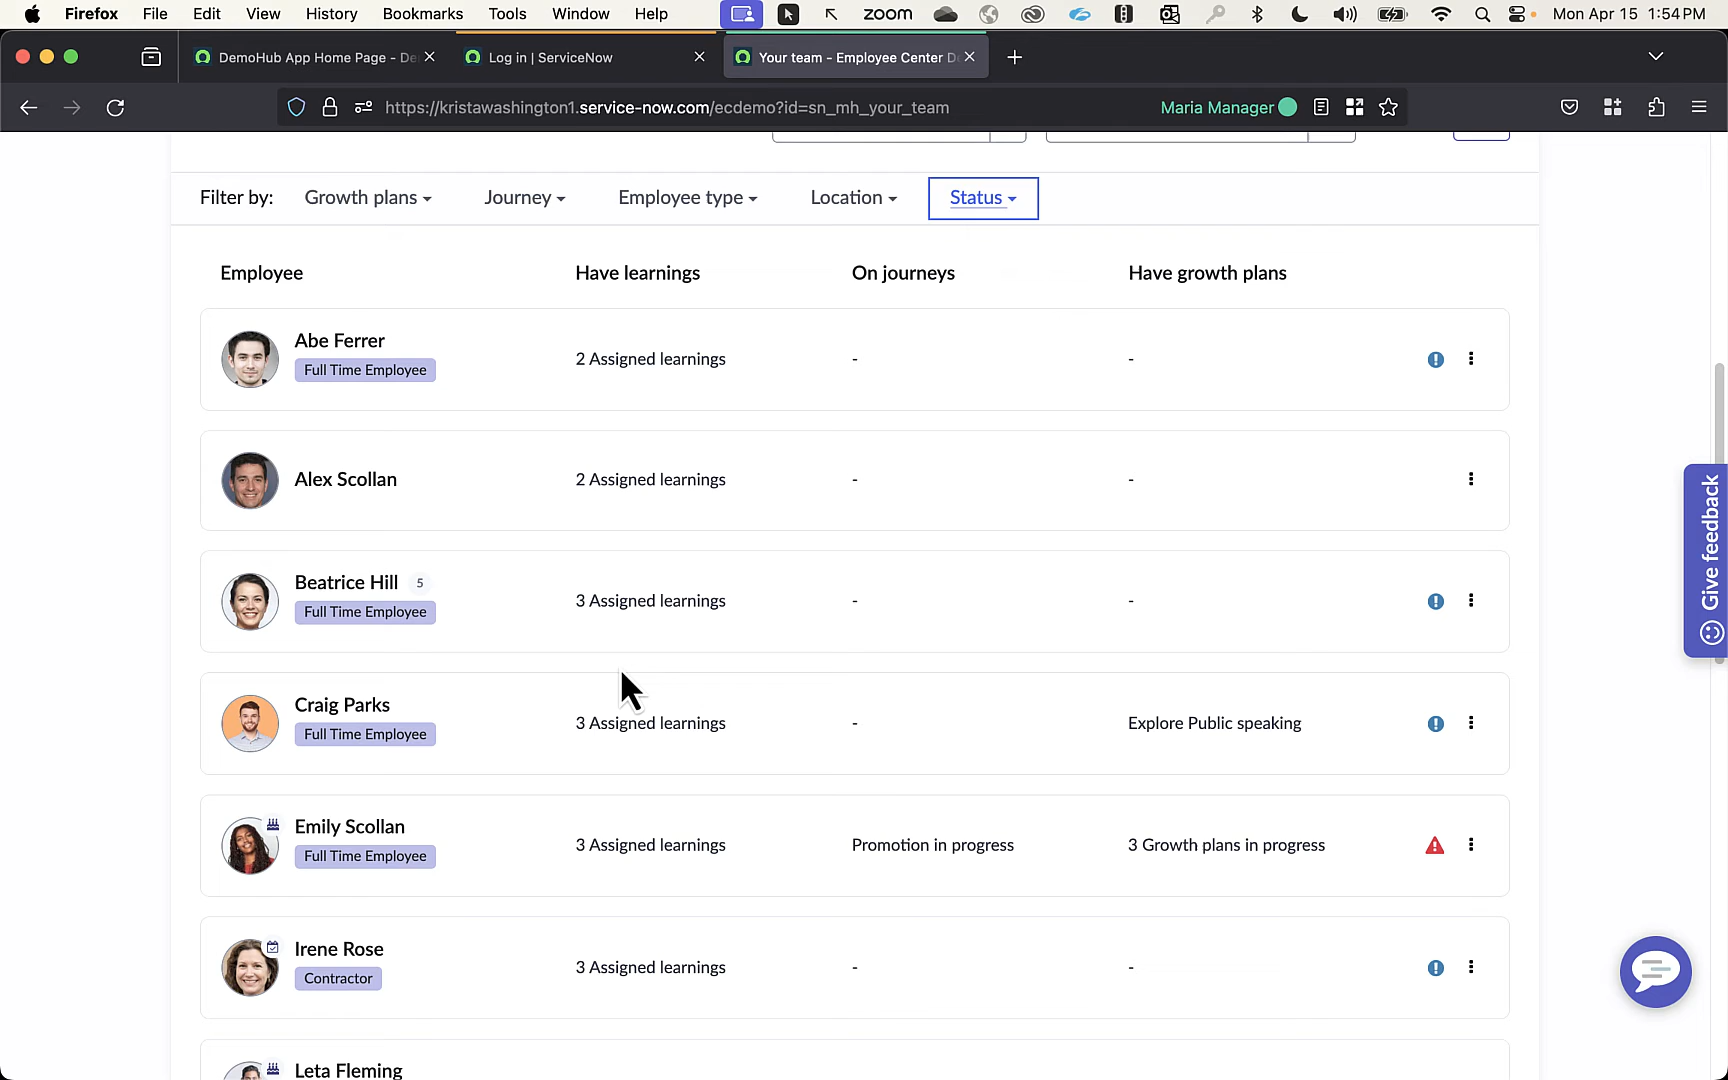 Firefox File Edit View History Bookmarks Tools Window Help zoom Mon Apr 15 1:54PM
DemoHub App Home Page - De
Log in | ServiceNow
Your team - Employee Center D
https://kristawashington1.service-now.com/ecdemo?id=sn_mh_your_team Maria Manager
Filter by: Growth plans Journey Employee type Location Status
Employee Have learnings On journeys Have growth plans
Abe Ferrer
Full Time Employee
2 Assigned learnings - -
Alex Scollan 2 Assigned learnings - -
Beatrice Hill 5
Full Time Employee
3 Assigned learnings - -
Craig Parks
Full Time Employee
3 Assigned learnings - Explore Public speaking
Emily Scollan
Full Time Employee
3 Assigned learnings Promotion in progress 3 Growth plans in progress
Irene Rose
Contractor
3 Assigned learnings - -
Leta Fleming
Give feedback